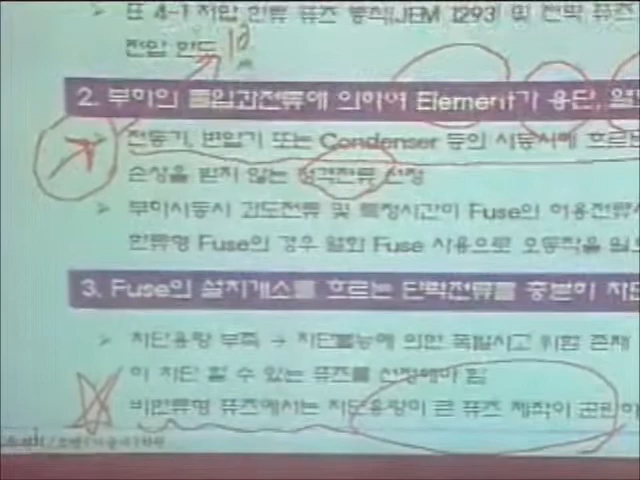 표 4-1 저압 한류 퓨즈 동작(JEM 1293) 및 전력 퓨즈
전압 한도
2. 부하의 돌입과전류에 의하여 Element가 용단,
전동기, 변압기 또는 Condenser 등의 시동시에 흐르는
손상을 받지 않는 정격전류 선정
부하시동시 과도전류 및 특정시간이 Fuse의 허용전류
한류형 Fuse의 경우 열화 Fuse 사용으로 오동작을
3. Fuse의 설치개소를 흐르는 단락전류를 충분히 차단
차단용량 부족 → 차단불능에 의한 폭발사고 위험 존재
이 차단 할 수 있는 퓨즈를 선정해야 함
비한류형 퓨즈에서는 차단용량이 큰 퓨즈 제작이 곤란